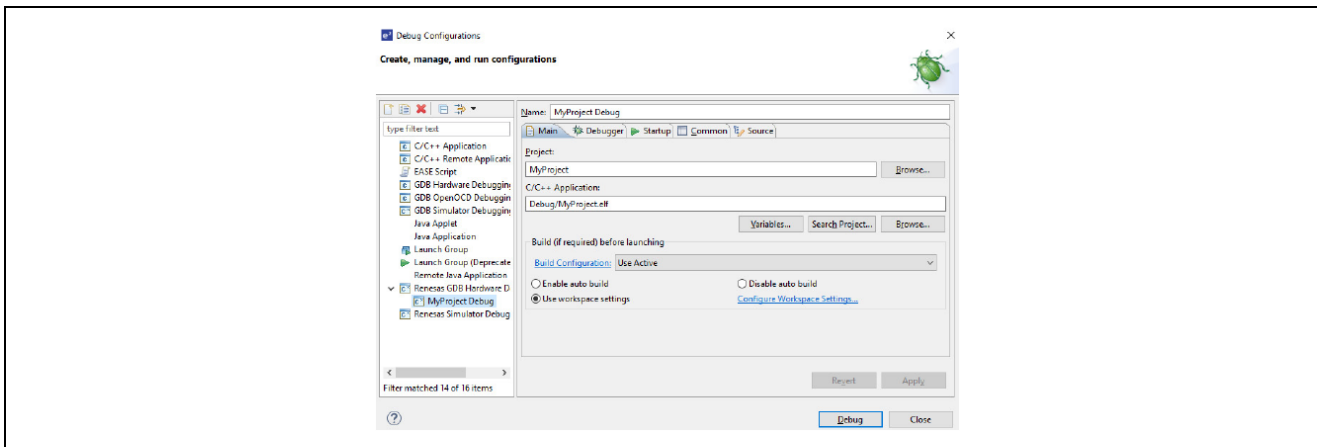 e² Debug Configurations
Create, manage, and run configurations
type filter text
C/C++ Application
C/C++ Remote Applicatic
EASE Script
GDB Hardware Debugging
GDB OpenOCD Debuggin
GDB Simulator Debugging
Java Applet
Java Application
Launch Group
Launch Group (Deprecate
Remote Java Application
Renesas GDB Hardware D
MyProject Debug
Renesas Simulator Debug
Filter matched 14 of 16 items
Name: MyProject Debug
Main Debugger Startup Common Source
Project:
MyProject Browse...
C/C++ Application:
Debug/MyProject.elf
Variables... Search Project... Browse...
Build (if required) before launching
Build Configuration: Use Active
Enable auto build Disable auto build
Use workspace settings Configure Workspace Settings...
Revert Apply
? Debug Close